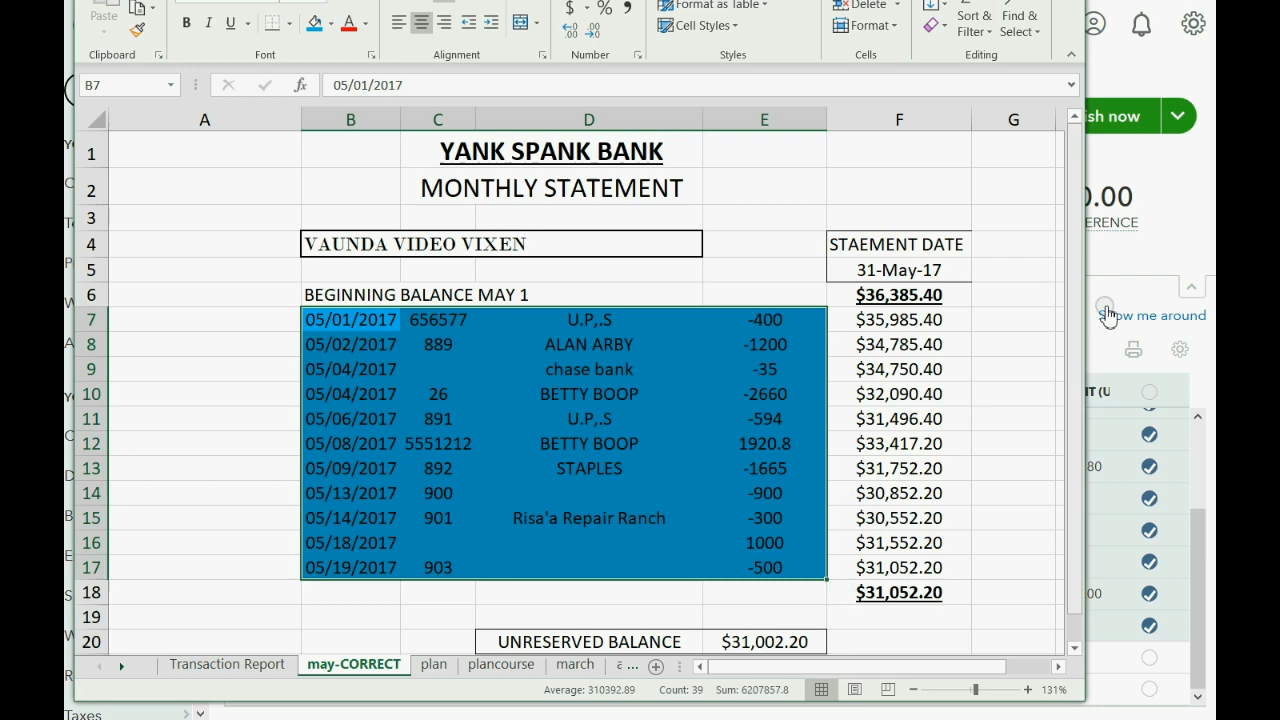 Paste
B I U
A
$ % ,
Format as Table
Cell Styles
Delete
Format
Sort & Filter
Find & Select
Clipboard
Font
Alignment
Number
Styles
Cells
Editing
B7
fx
05/01/2017
ish now
0.00
ERENCE
Show me around
A B C D E F G
1 YANK SPANK BANK
2 MONTHLY STATEMENT
3
4 VAUNDA VIDEO VIXEN STAEMENT DATE
5 31-May-17
6 BEGINNING BALANCE MAY 1 $36,385.40
7 05/01/2017 656577 U.P,.S -400 $35,985.40
8 05/02/2017 889 ALAN ARBY -1200 $34,785.40
9 05/04/2017 chase bank -35 $34,750.40
10 05/04/2017 26 BETTY BOOP -2660 $32,090.40
11 05/06/2017 891 U.P,.S -594 $31,496.40
12 05/08/2017 5551212 BETTY BOOP 1920.8 $33,417.20
13 05/09/2017 892 STAPLES -1665 $31,752.20
14 05/13/2017 900 -900 $30,852.20
15 05/14/2017 901 Risa'a Repair Ranch -300 $30,552.20
16 05/18/2017 1000 $31,552.20
17 05/19/2017 903 -500 $31,052.20
18 $31,052.20
19
20 UNRESERVED BALANCE $31,002.20
IT (U
80
00
Transaction Report may-CORRECT plan plancourse march ...
Average: 310392.89 Count: 39 Sum: 6207857.8 131%
Taxes